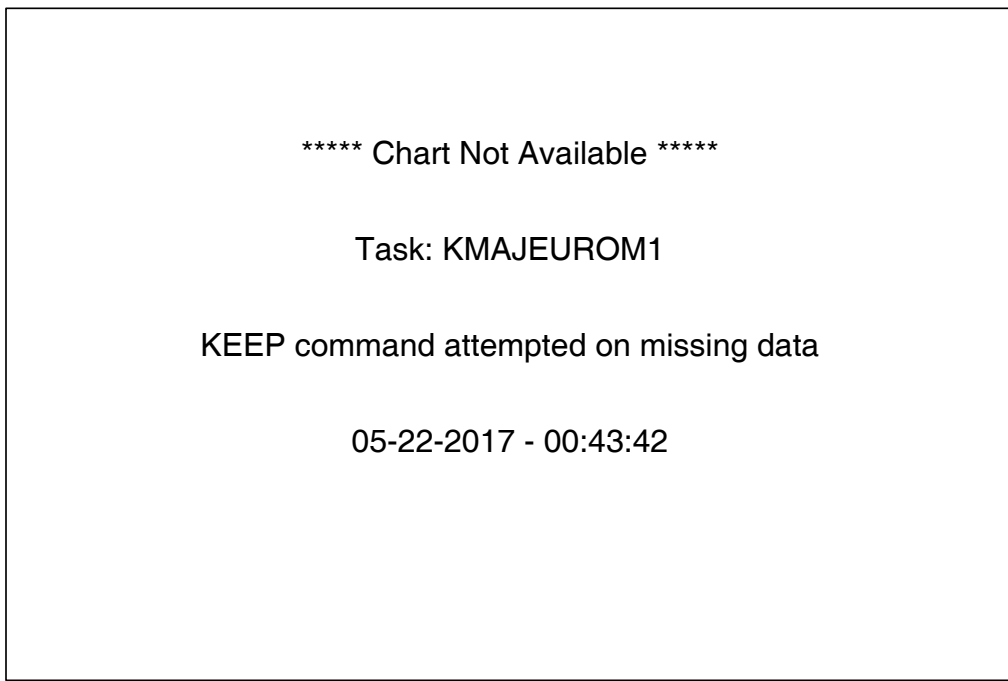 ***** Chart Not Available *****
Task: KMAJEUROM1
KEEP command attempted on missing data
05-22-2017 - 00:43:42